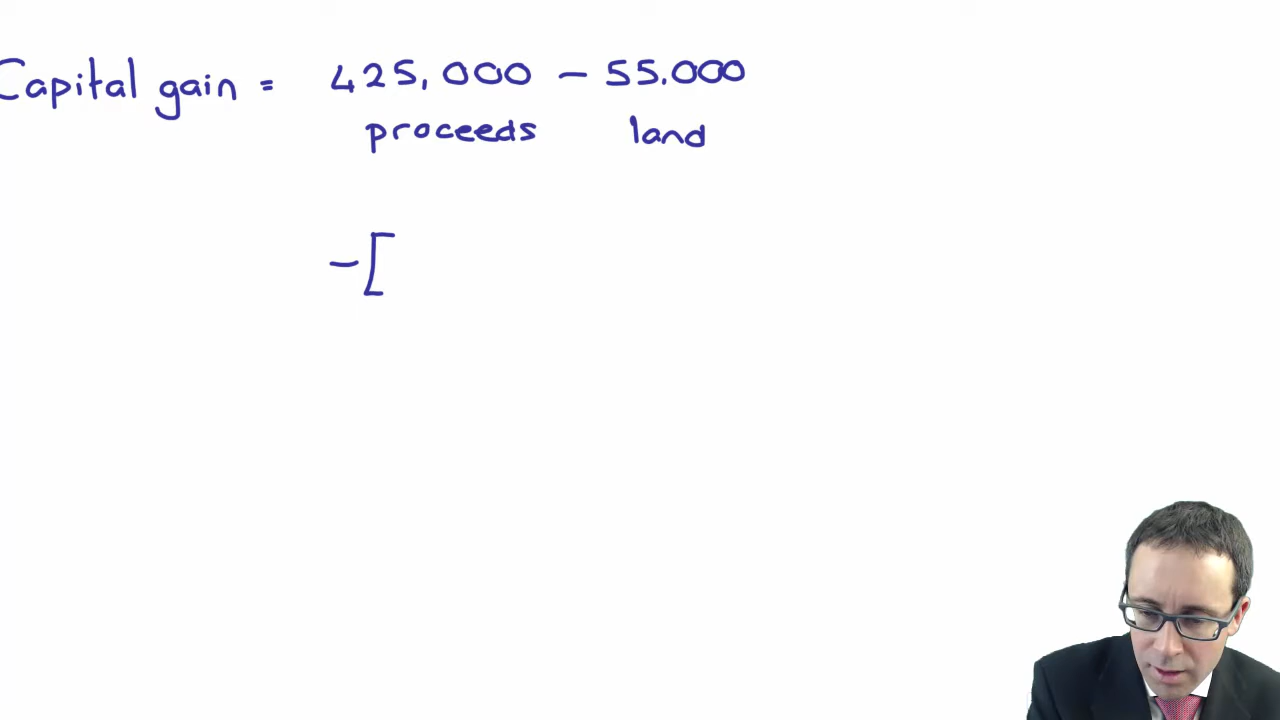 Capital gain = 425,000 - 55.000
proceeds land
- [